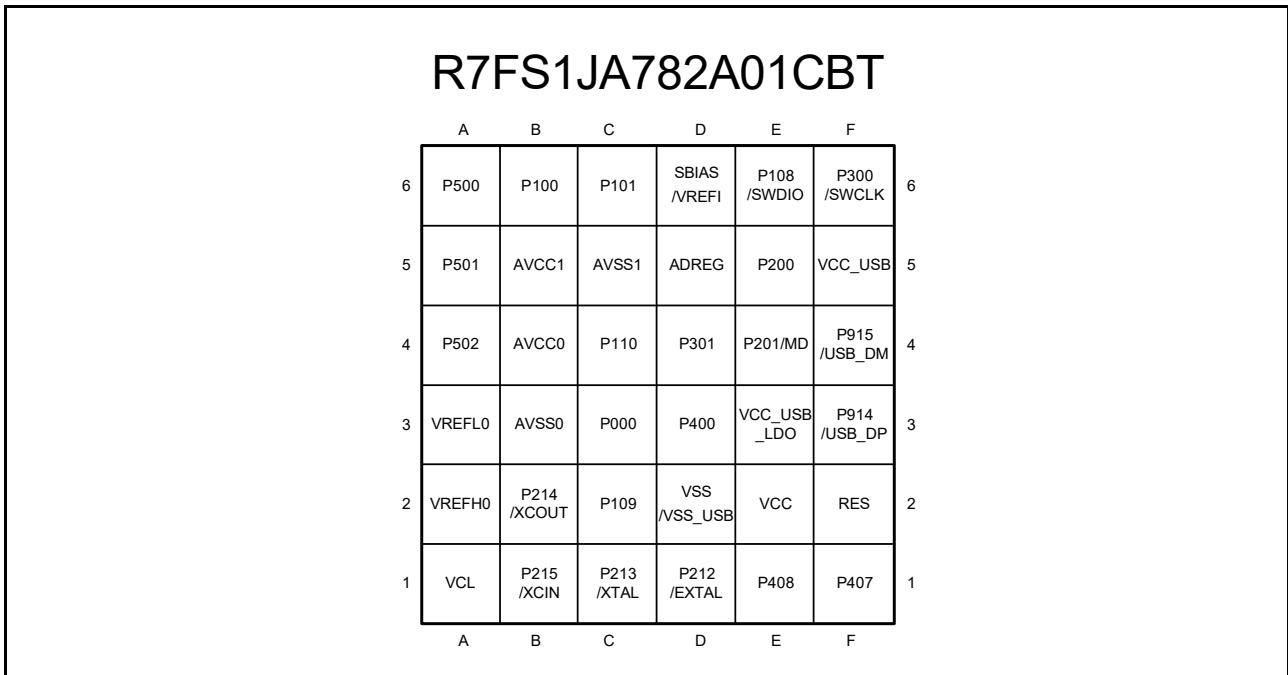 R7FS1JA782A01CBT
A B C D E F
6 P500 P100 P101 SBIAS /VREFI P108 /SWDIO P300 /SWCLK 6
5 P501 AVCC1 AVSS1 ADREG P200 VCC_USB 5
4 P502 AVCC0 P110 P301 P201/MD P915 /USB_DM 4
3 VREFL0 AVSS0 P000 P400 VCC_USB _LDO P914 /USB_DP 3
2 VREFH0 P214 /XCOUT P109 VSS /VSS_USB VCC RES 2
1 VCL P215 /XCIN P213 /XTAL P212 /EXTAL P408 P407 1
A B C D E F